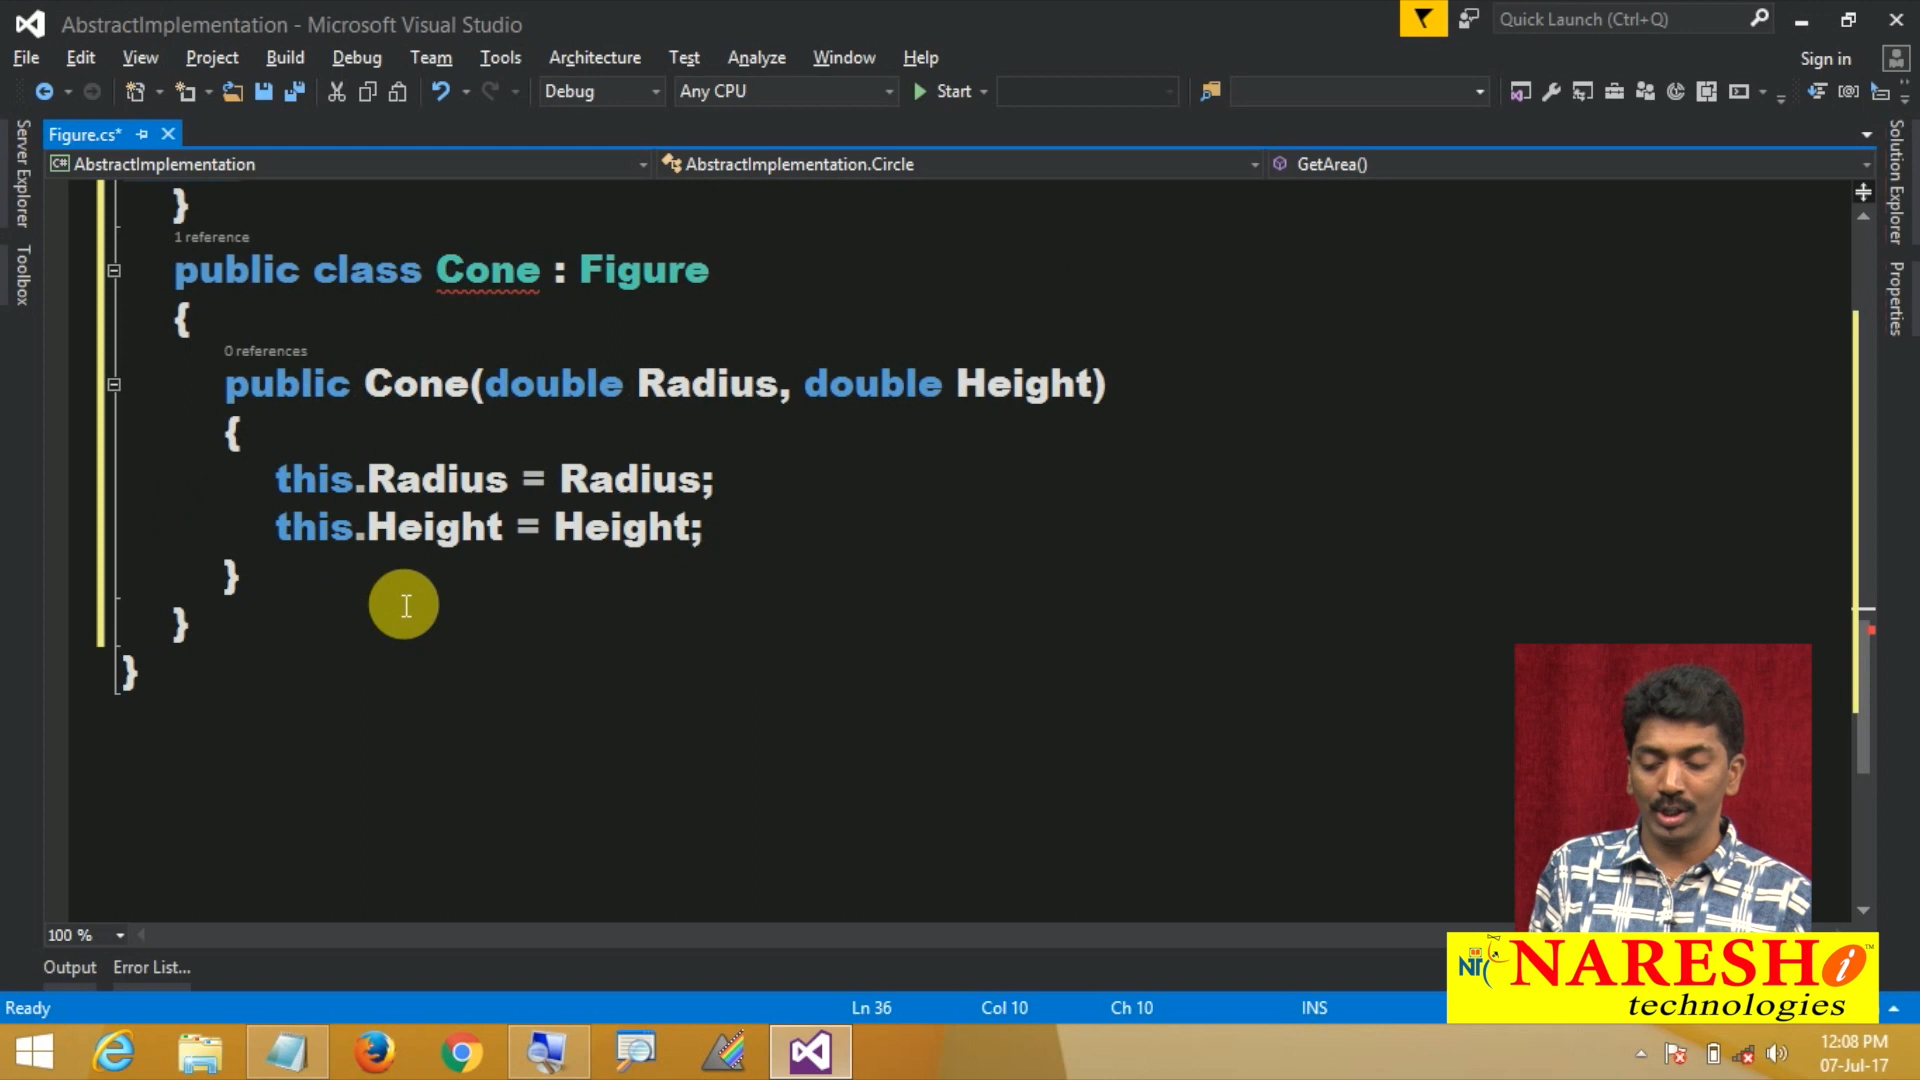 AbstractImplementation - Microsoft Visual Studio
Quick Launch (Ctrl+Q)
File Edit View Project Build Debug Team Tools Architecture Test Analyze Window Help
Sign in
Debug Any CPU Start
Server Explorer
Toolbox
Solution Explorer
Properties
Figure.cs*
C# AbstractImplementation
AbstractImplementation.Circle
GetArea()
}
1 reference
public class Cone : Figure
{
0 references
public Cone(double Radius, double Height)
{
this.Radius = Radius;
this.Height = Height;
}
}
}
100 %
Output Error List...
Ready Ln 36 Col 10 Ch 10 INS
NARESH i ™
technologies
12:08 PM
07-Jul-17